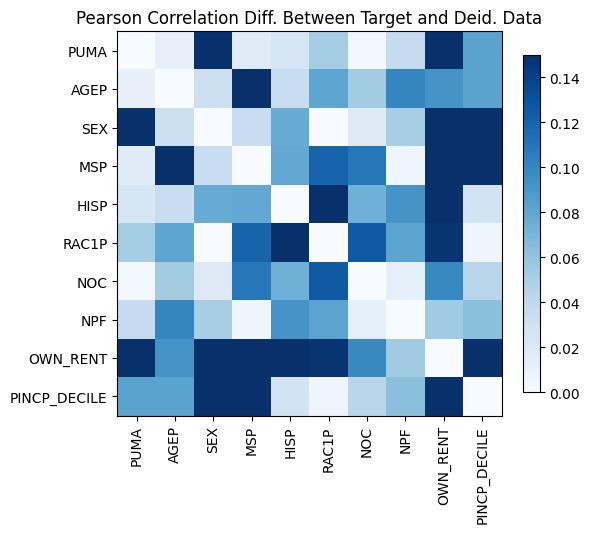 Pearson Correlation Diff. Between Target and Deid. Data
PUMA
AGEP
SEX
MSP
HISP
RAC1P
NOC
NPF
OWN_RENT
PINCP_DECILE
PUMA
AGEP
SEX
MSP
HISP
RAC1P
NOC
NPF
OWN_RENT
PINCP_DECILE
0.14
0.12
0.10
0.08
0.06
0.04
0.02
0.00